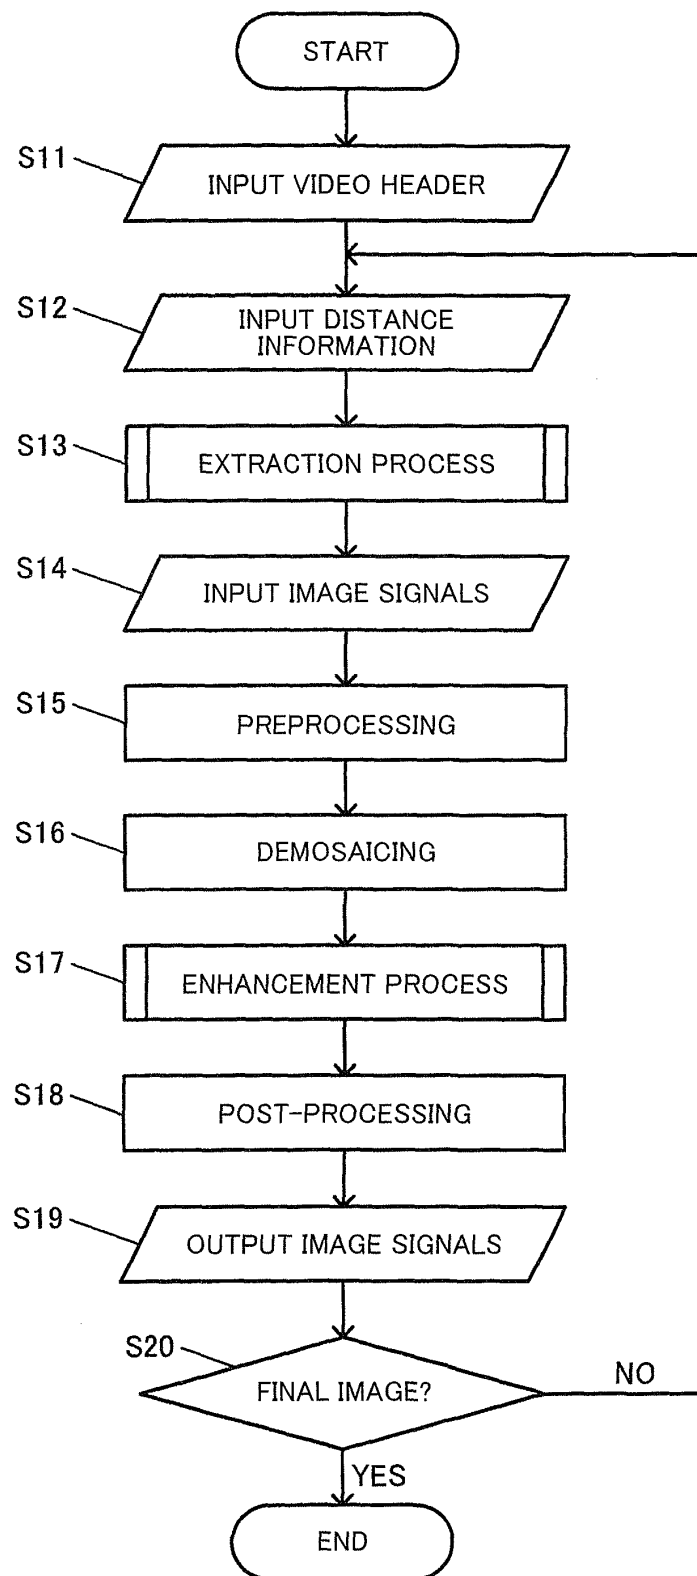 START
S11
INPUT VIDEO HEADER
S12
INPUT DISTANCE
INFORMATION
S13
EXTRACTION PROCESS
S14
INPUT IMAGE SIGNALS
S15
PREPROCESSING
S16
DEMOSAICING
S17
ENHANCEMENT PROCESS
S18
POST-PROCESSING
S19
OUTPUT IMAGE SIGNALS
S20
FINAL IMAGE?
NO
YES
END